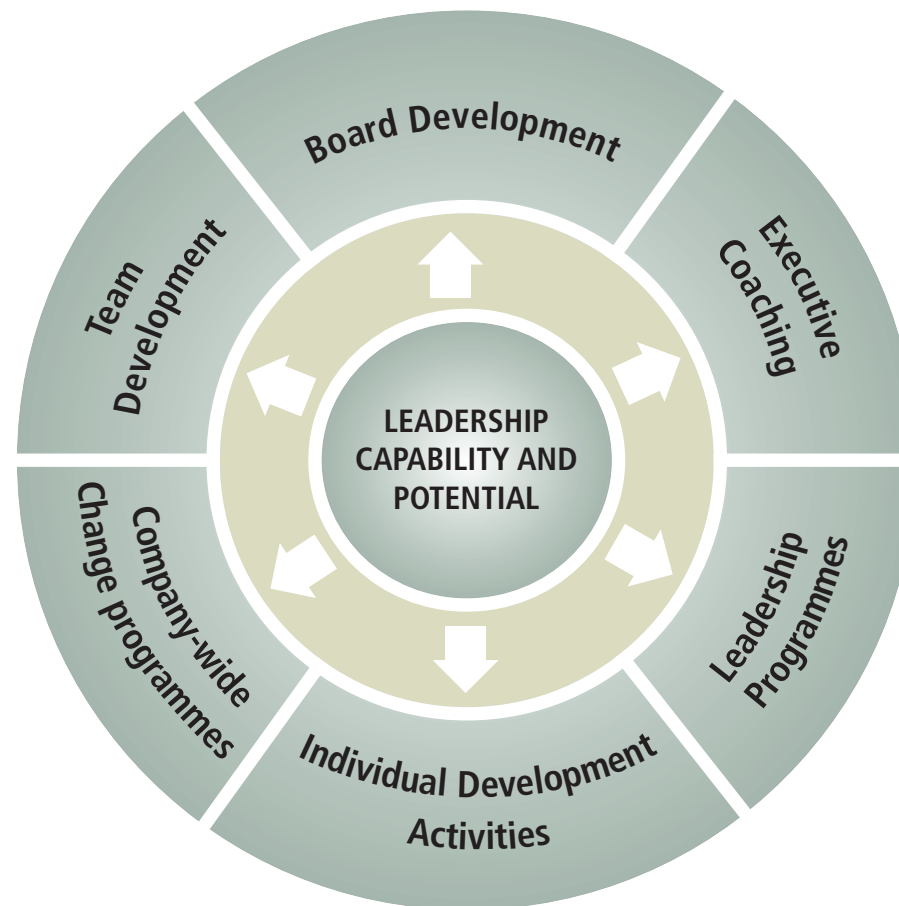 Board Development
Executive
Coaching
Leadership
Programmes
Individual Development
Activities
Company-wide
Change programmes
Team
Development
LEADERSHIP
CAPABILITY AND
POTENTIAL